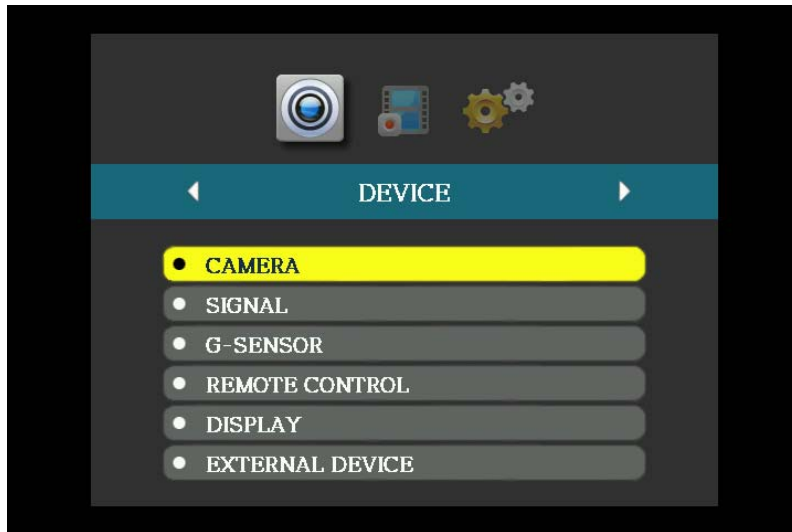 DEVICE
CAMERA
SIGNAL
G-SENSOR
REMOTE CONTROL
DISPLAY
EXTERNAL DEVICE